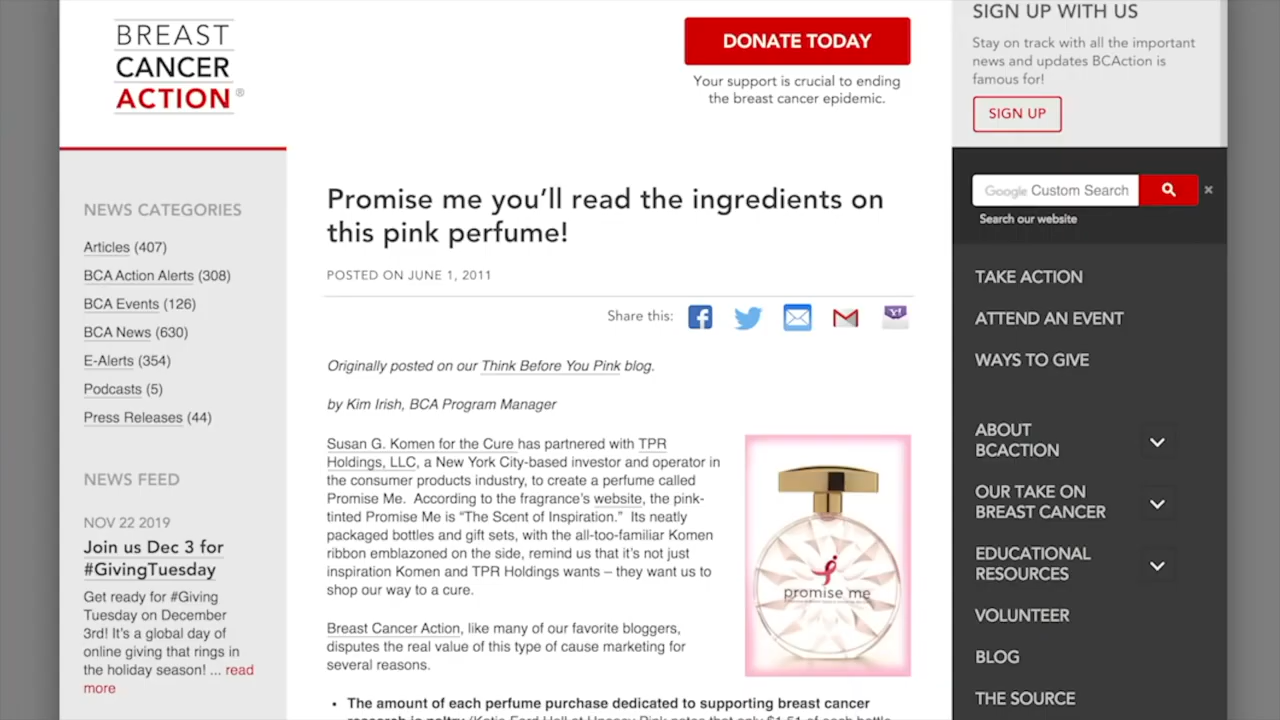 BREAST
CANCER
ACTION®
DONATE TODAY
Your support is crucial to ending
the breast cancer epidemic.
SIGN UP WITH US
Stay on track with all the important
news and updates BCAction is
famous for!
SIGN UP
Google Custom Search
×
Search our website
NEWS CATEGORIES
Articles (407)
BCA Action Alerts (308)
BCA Events (126)
BCA News (630)
E-Alerts (354)
Podcasts (5)
Press Releases (44)
NEWS FEED
NOV 22 2019
Join us Dec 3 for
#GivingTuesday
Get ready for #Giving
Tuesday on December
3rd! It’s a global day of
online giving that rings in
the holiday season! ... read
more
Promise me you’ll read the ingredients on
this pink perfume!
POSTED ON JUNE 1, 2011
Share this:
Y!
Originally posted on our Think Before You Pink blog.
by Kim Irish, BCA Program Manager
Susan G. Komen for the Cure has partnered with TPR
Holdings, LLC, a New York City-based investor and operator in
the consumer products industry, to create a perfume called
Promise Me.  According to the fragrance’s website, the pink-
tinted Promise Me is “The Scent of Inspiration.”  Its neatly
packaged bottles and gift sets, with the all-too-familiar Komen
ribbon emblazoned on the side, remind us that it’s not just
inspiration Komen and TPR Holdings wants – they want us to
shop our way to a cure.
promise me
Breast Cancer Action, like many of our favorite bloggers,
disputes the real value of this type of cause marketing for
several reasons.
• The amount of each perfume purchase dedicated to supporting breast cancer
TAKE ACTION
ATTEND AN EVENT
WAYS TO GIVE
ABOUT
BCACTION
OUR TAKE ON
BREAST CANCER
EDUCATIONAL
RESOURCES
VOLUNTEER
BLOG
THE SOURCE